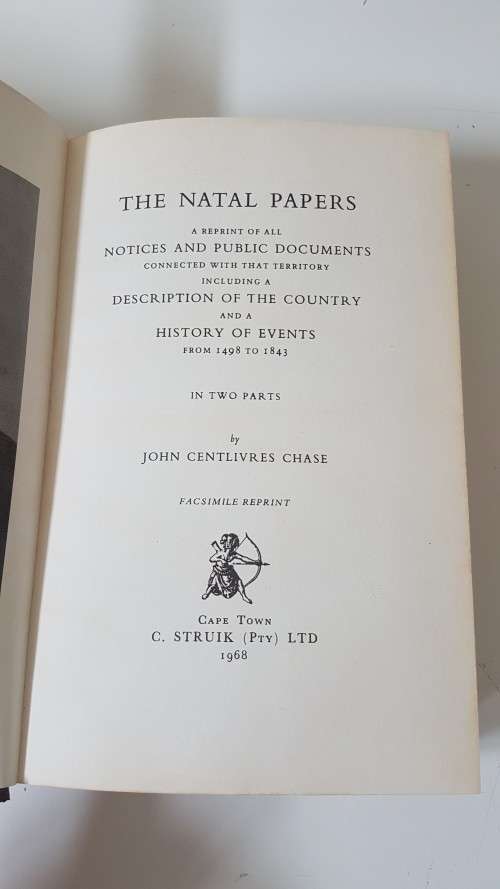 THE NATAL PAPERS
A REPRINT OF ALL
NOTICES AND PUBLIC DOCUMENTS
CONNECTED WITH THAT TERRITORY
INCLUDING A
DESCRIPTION OF THE COUNTRY
AND A
HISTORY OF EVENTS
FROM 1498 TO 1843
IN TWO PARTS
by
JOHN CENTLIVRES CHASE
FACSIMILE REPRINT
CAPE TOWN
C. STRUIK (PTY) LTD
1968